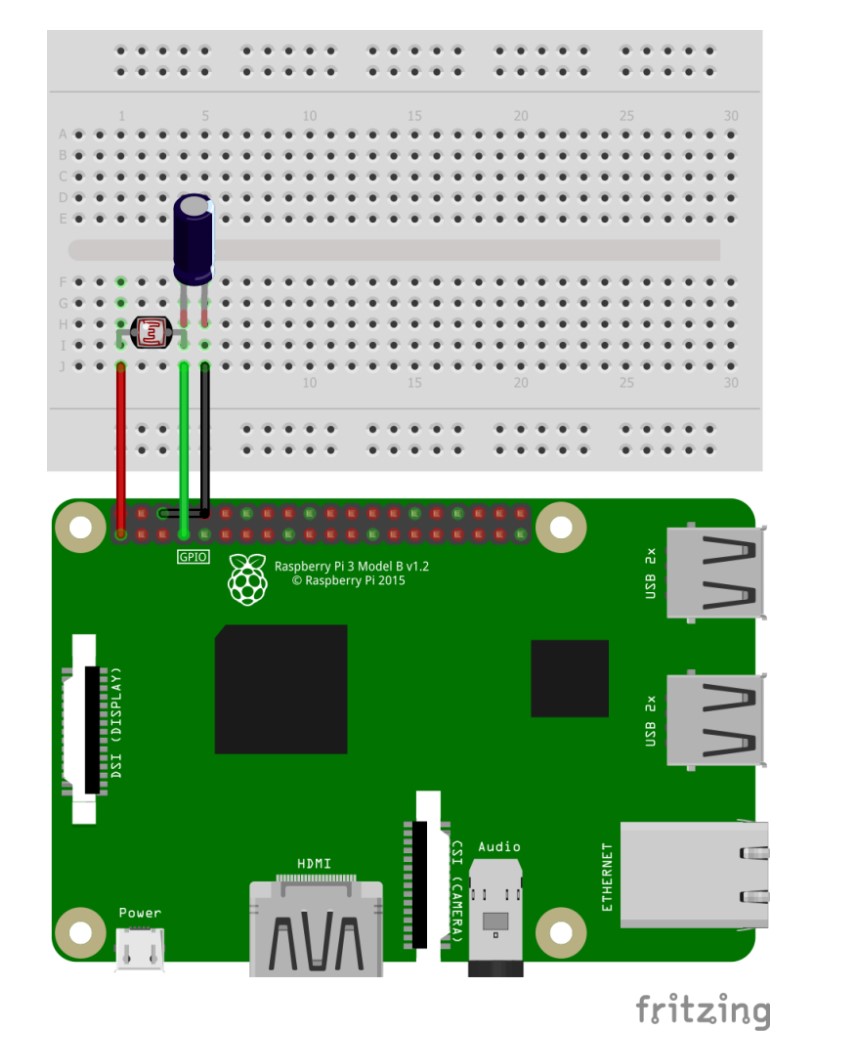 1 5 10 15 20 25 30
A
B
C
D
E
F
G
H
I
J
10 15 20 25 30
GPIO
Raspberry Pi 3 Model B v1.2
© Raspberry Pi 2015
USB 2x
DSI (DISPLAY)
USB 2x
HDMI
Audio
CSI (CAMERA)
ETHERNET
Power
fritzing